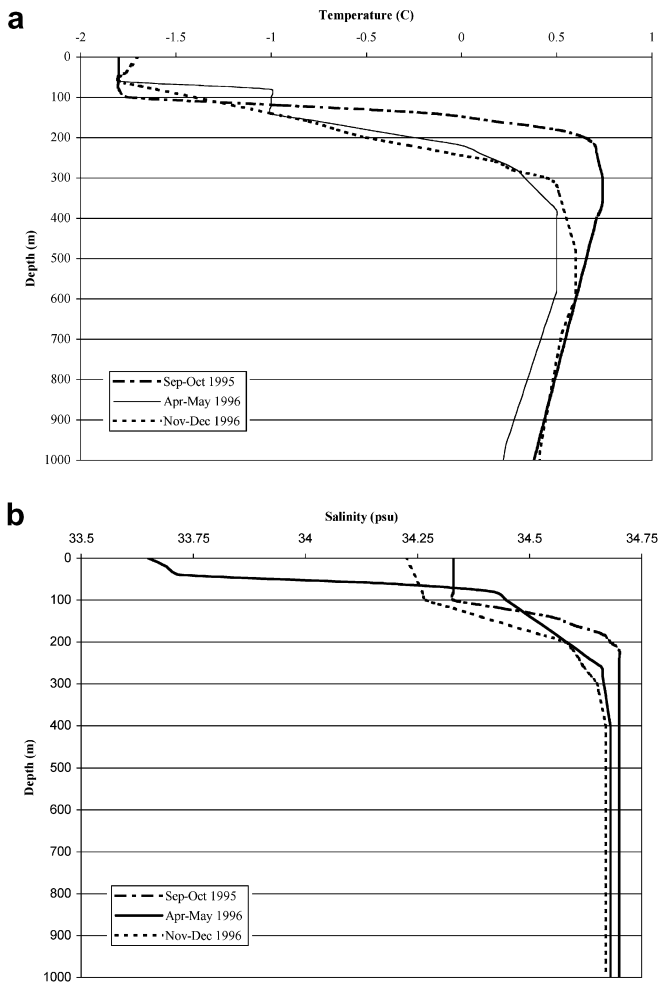 a
Temperature (C)
-2 -1.5 -1 -0.5 0 0.5 1
0
100
200
300
400
500
600
700
800
900
1000
Depth (m)
Sep-Oct 1995
Apr-May 1996
Nov-Dec 1996
b
Salinity (psu)
33.5 33.75 34 34.25 34.5 34.75
0
100
200
300
400
500
600
700
800
900
1000
Depth (m)
Sep-Oct 1995
Apr-May 1996
Nov-Dec 1996